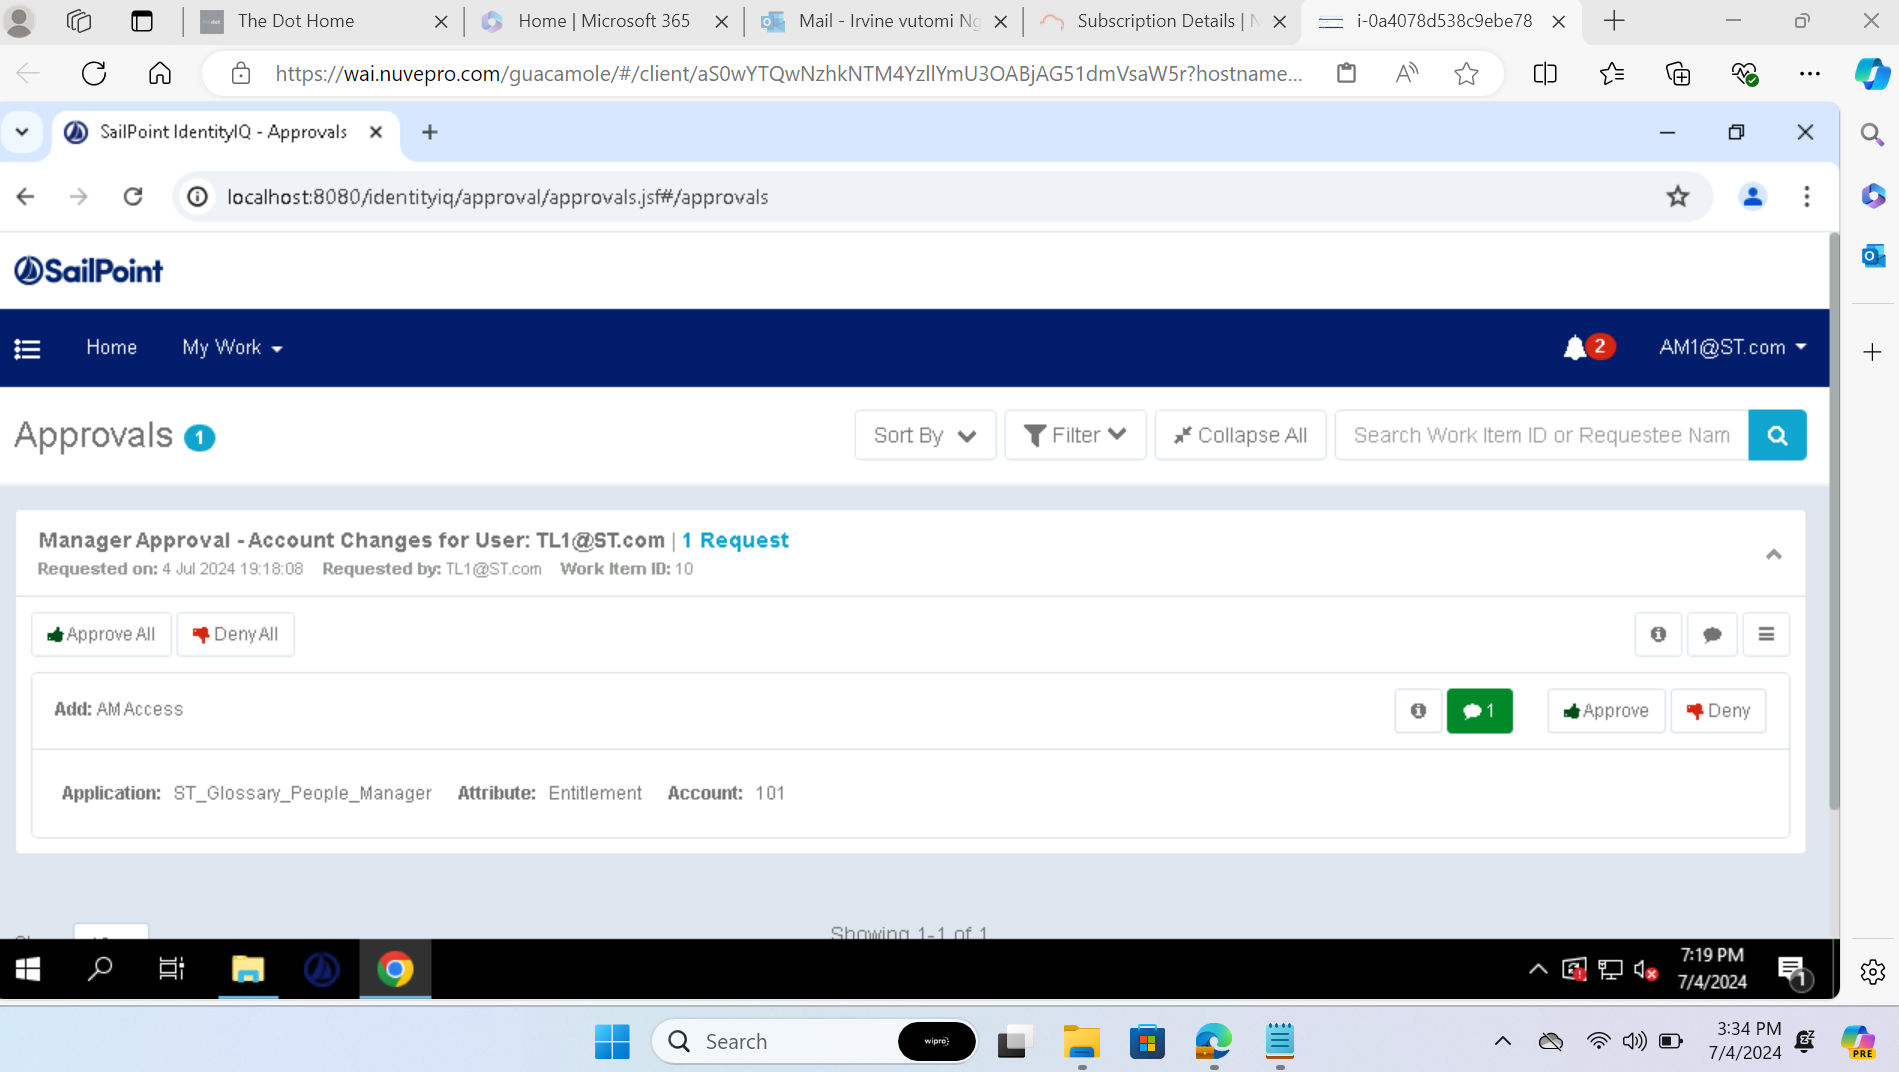 The Dot Home
Home | Microsoft 365
Mail - Irvine vutomi Ng
Subscription Details | N
i-0a4078d538c9ebe78
https://wai.nuvepro.com/guacamole/#/client/aS0wYTQwNzhkNTM4YzllYmU3OABjAG51dmVsaW5r?hostname...
SailPoint IdentityIQ - Approvals
localhost:8080/identityiq/approval/approvals.jsf#/approvals
SailPoint
Home
My Work
2
AM1@ST.com
Approvals 1
Sort By
Filter
Collapse All
Search Work Item ID or Requestee Nam
Manager Approval - Account Changes for User: TL1@ST.com | 1 Request
Requested on: 4 Jul 2024 19:18:08 Requested by: TL1@ST.com Work Item ID: 10
Approve All
Deny All
Add: AM Access
1
Approve
Deny
Application: ST_Glossary_People_Manager Attribute: Entitlement Account: 101
Showing 1-1 of 1
7:19 PM
7/4/2024
1
Search
wipro
3:34 PM
7/4/2024
PRE